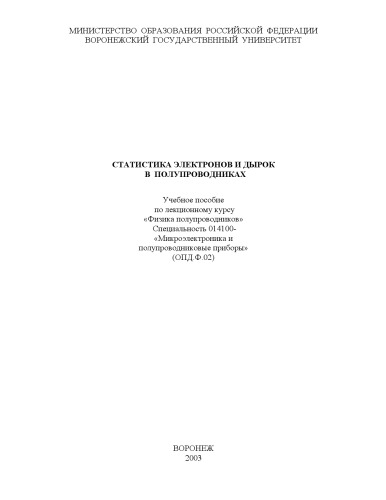 МИНИСТЕРСТВО ОБРАЗОВАНИЯ РОССИЙСКОЙ ФЕДЕРАЦИИ
ВОРОНЕЖСКИЙ ГОСУДАРСТВЕННЫЙ УНИВЕРСИТЕТ
СТАТИСТИКА ЭЛЕКТРОНОВ И ДЫРОК
В ПОЛУПРОВОДНИКАХ
Учебное пособие
по лекционному курсу
«Физика полупроводников»
Специальность 014100-
«Микроэлектроника и
полупроводниковые приборы»
(ОПД.Ф.02)
ВОРОНЕЖ
2003